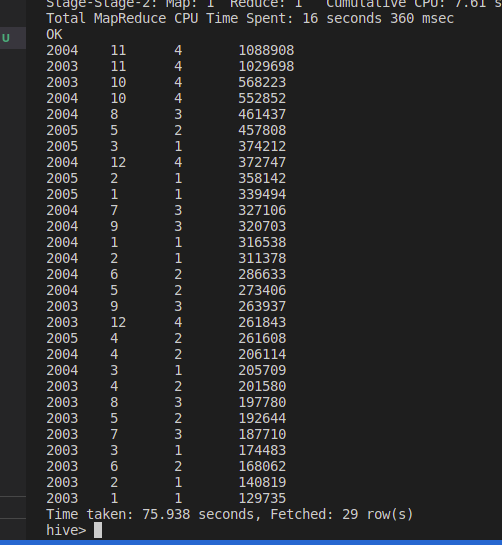 Stage-Stage-2: Map: 1  Reduce: 1   Cumulative CPU: 7.61 s
Total MapReduce CPU Time Spent: 16 seconds 360 msec
U
OK
2004    11      4       1088908
2003    11      4       1029698
2003    10      4       568223
2004    10      4       552852
2004    8       3       461437
2005    5       2       457808
2005    3       1       374212
2004    12      4       372747
2005    2       1       358142
2005    1       1       339494
2004    7       3       327106
2004    9       3       320703
2004    1       1       316538
2004    2       1       311378
2004    6       2       286633
2004    5       2       273406
2003    9       3       263937
2003    12      4       261843
2005    4       2       261608
2004    4       2       206114
2004    3       1       205709
2003    4       2       201580
2003    8       3       197780
2003    5       2       192644
2003    7       3       187710
2003    3       1       174483
2003    6       2       168062
2003    2       1       140819
2003    1       1       129735
Time taken: 75.938 seconds, Fetched: 29 row(s)
hive>